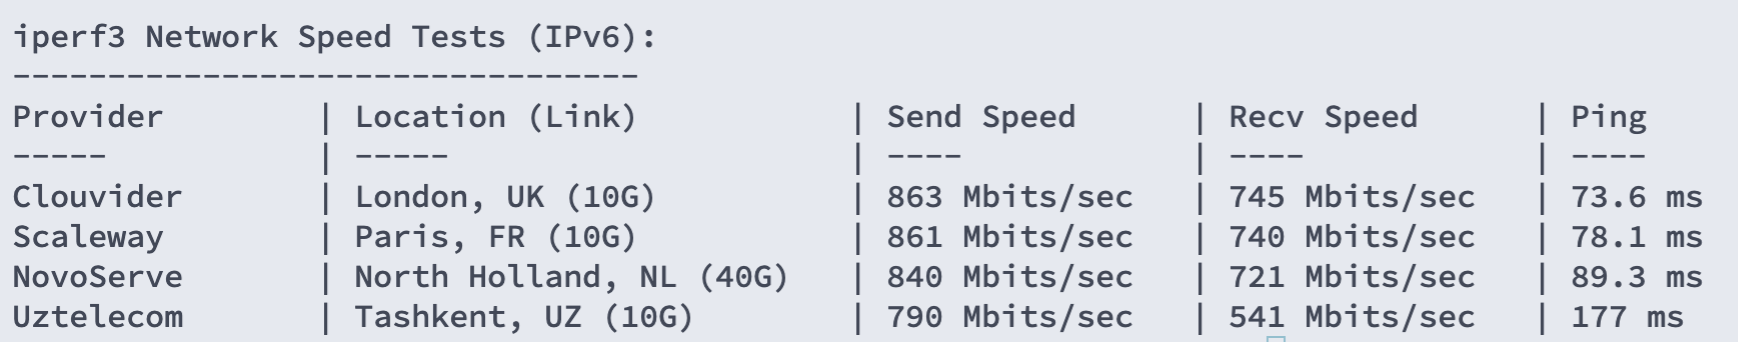 iperf3 Network Speed Tests (IPv6):
---------------------------------
Provider        | Location (Link)           | Send Speed      | Recv Speed      | Ping
-----           | -----                     | ----            | ----            | ----
Clouvider       | London, UK (10G)          | 863 Mbits/sec   | 745 Mbits/sec   | 73.6 ms
Scaleway        | Paris, FR (10G)           | 861 Mbits/sec   | 740 Mbits/sec   | 78.1 ms
NovoServe       | North Holland, NL (40G)   | 840 Mbits/sec   | 721 Mbits/sec   | 89.3 ms
Uztelecom       | Tashkent, UZ (10G)        | 790 Mbits/sec   | 541 Mbits/sec   | 177 ms